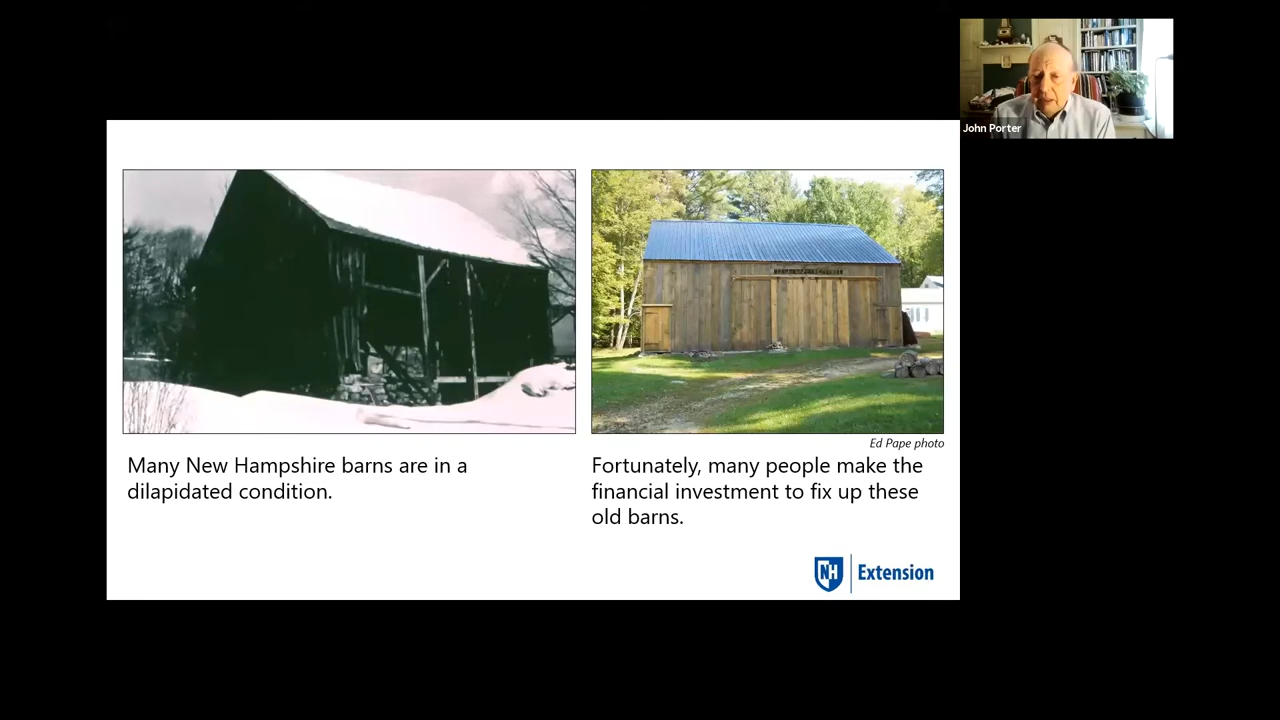 John Porter
Ed Pape photo
Many New Hampshire barns are in a
dilapidated condition.
Fortunately, many people make the
financial investment to fix up these
old barns.
NH Extension